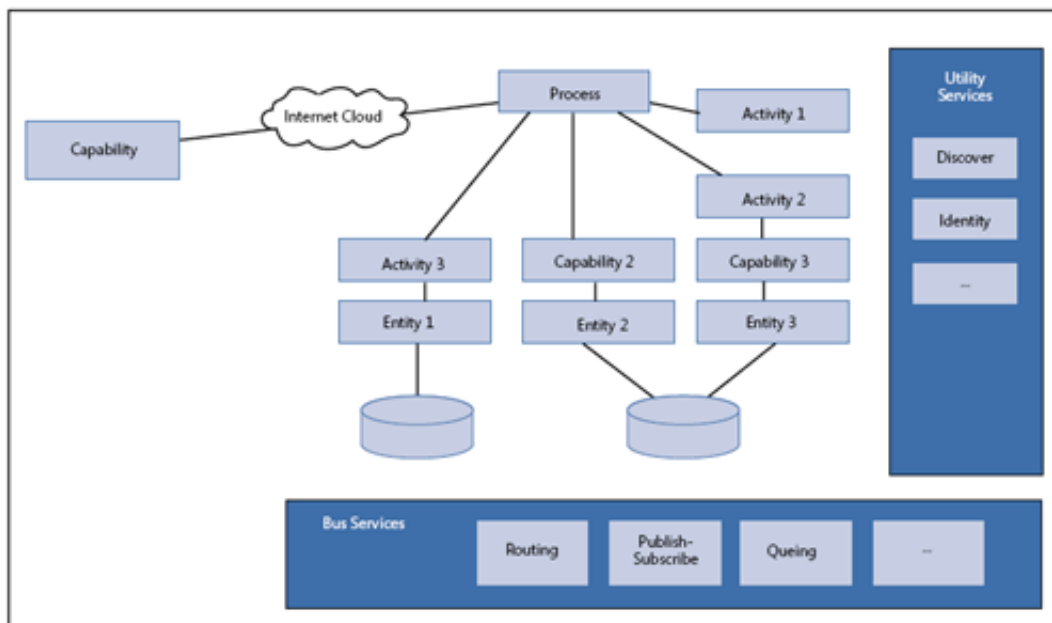 Utility
Services
Process
Internet Cloud
Activity 1
Capability
Discover
Activity 2
Identity
Activity 3
Capability 2
Capability 3
...
Entity 1
Entity 2
Entity 3
Bus Services
Routing
Publish-
Subscribe
Queing
...